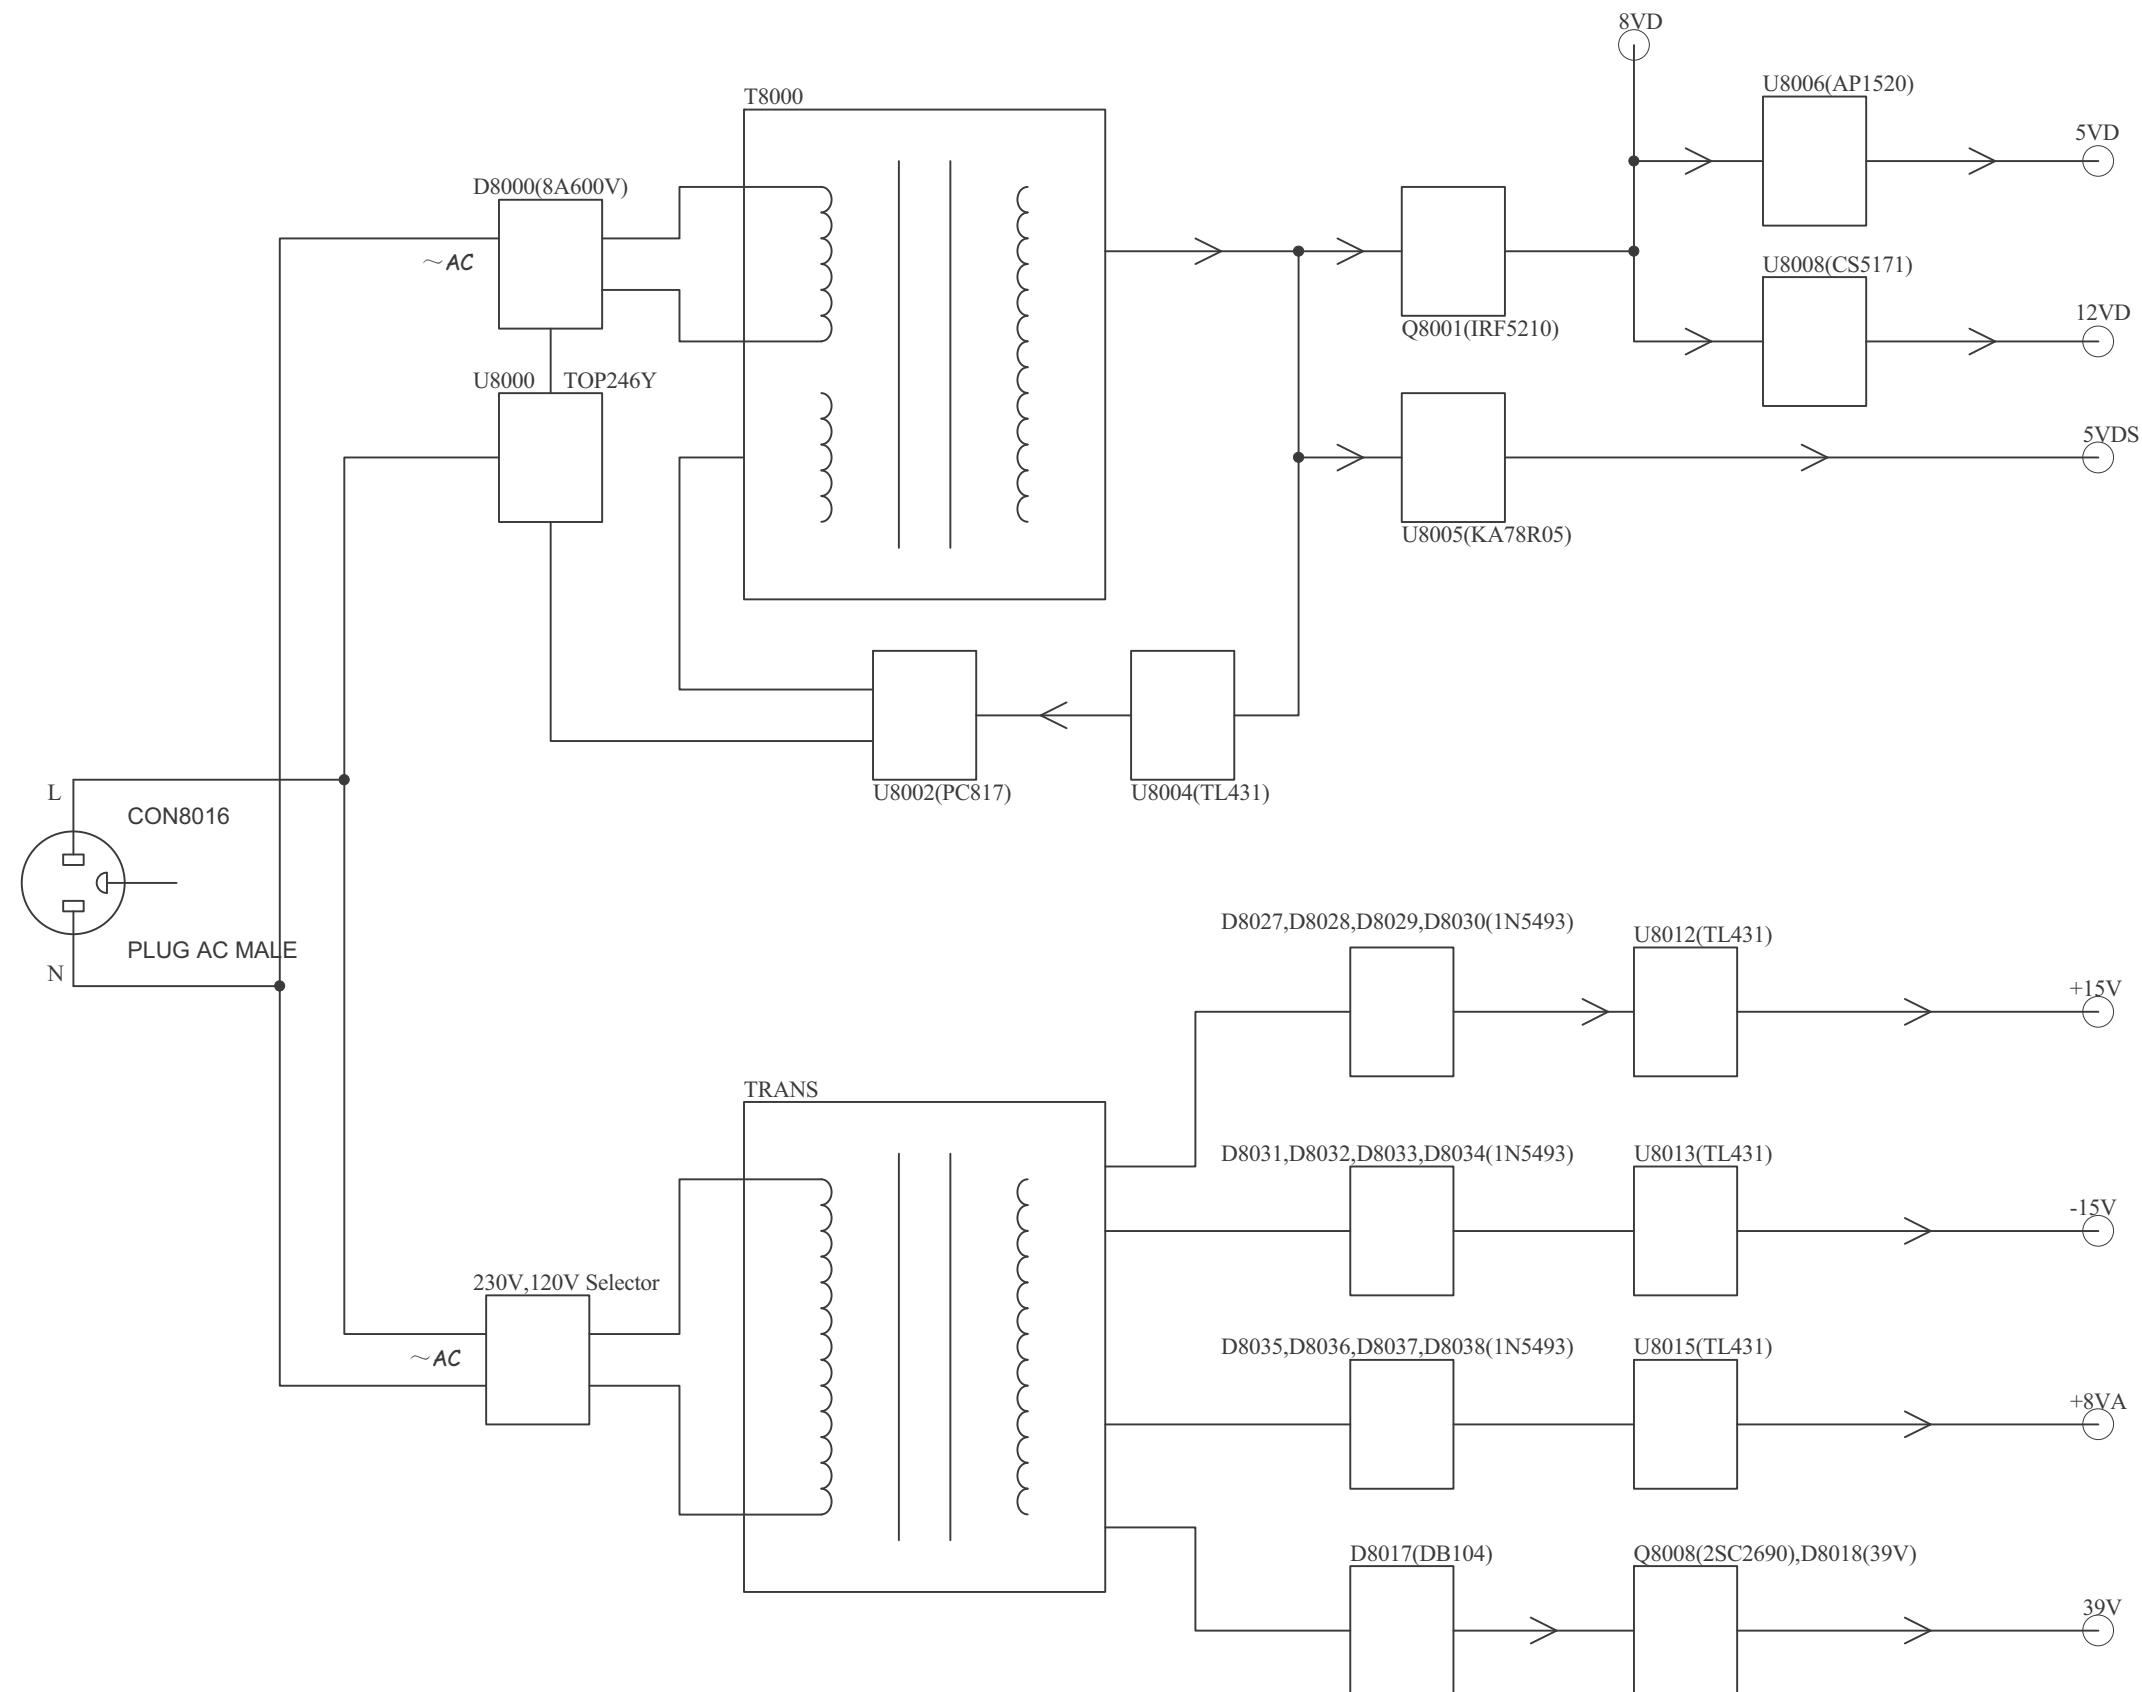 8VD
U8006(AP1520)
T8000
5VD
D8000(8A600V)
~AC
U8008(CS5171)
12VD
Q8001(IRF5210)
U8000 TOP246Y
5VDS
U8005(KA78R05)
L
U8002(PC817)
U8004(TL431)
CON8016
PLUG AC MALE
N
D8027,D8028,D8029,D8030(1N5493)
U8012(TL431)
+15V
TRANS
D8031,D8032,D8033,D8034(1N5493)
U8013(TL431)
-15V
230V,120V Selector
~AC
D8035,D8036,D8037,D8038(1N5493)
U8015(TL431)
+8VA
D8017(DB104)
Q8008(2SC2690),D8018(39V)
39V